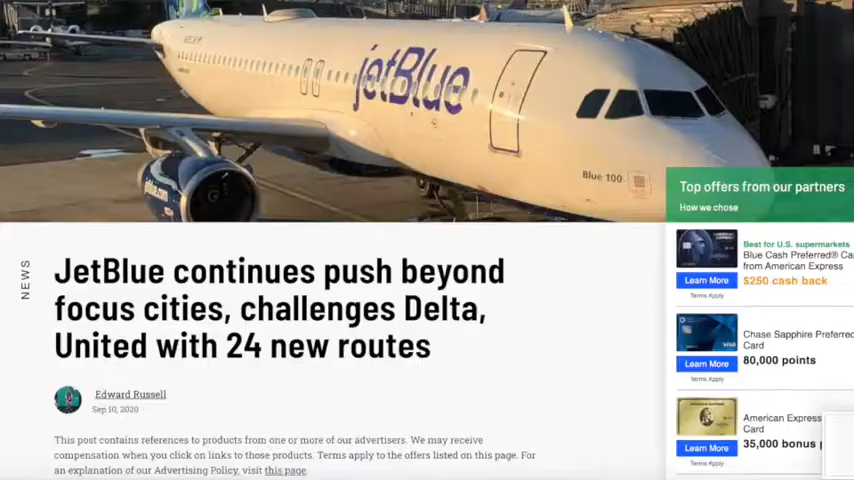 jetBlue
Blue 100
jetBlue.com
NEWS
JetBlue continues push beyond
focus cities, challenges Delta,
United with 24 new routes
Edward Russell
Sep 10, 2020
This post contains references to products from one or more of our advertisers. We may receive
compensation when you click on links to those products. Terms apply to the offers listed on this page. For
an explanation of our Advertising Policy, visit this page.
Top offers from our partners
How we chose
Best for U.S. supermarkets
Blue Cash Preferred® Ca
from American Express
$250 cash back
Learn More
Terms Apply
VISA
Chase Sapphire Preferred
Card
80,000 points
Learn More
Terms Apply
American Express
Card
35,000 bonus
Learn More
Terms Apply